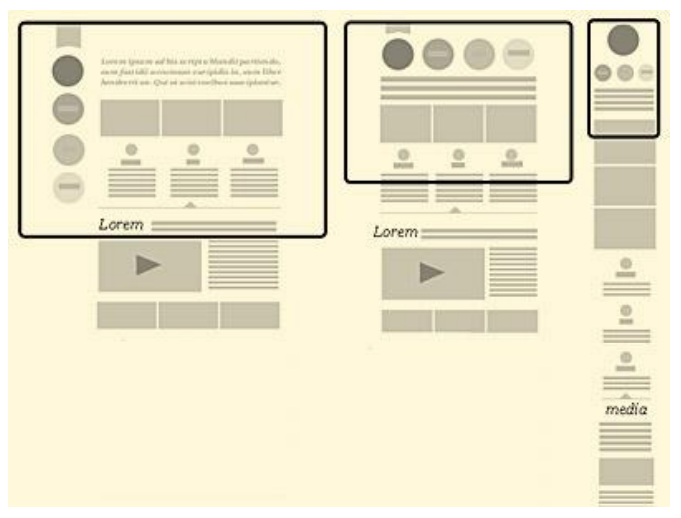 Lorem ipsum ad his scripta blandit partiendo,
eum fastidii accumsan euripidis in, eum liber
hendrerit an. Qui ut wisi vocibus suscipiantur.
Lorem
Lorem
media